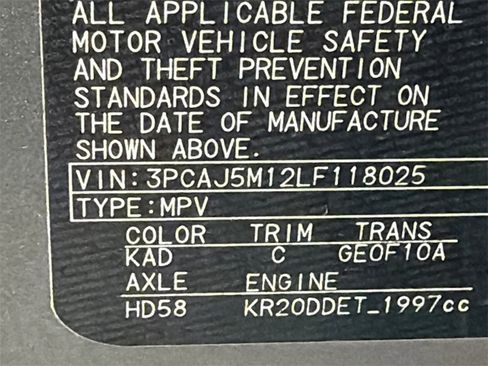 ALL APPLICABLE FEDERAL
MOTOR VEHICLE SAFETY
AND THEFT PREVENTION
STANDARDS IN EFFECT ON
THE DATE OF MANUFACTURE
SHOWN ABOVE.
VIN:3PCAJ5M12LF118025
TYPE:MPV
COLOR TRIM TRANS
KAD C GE0F10A
AXLE ENGINE
HD58 KR20DDET_1997cc